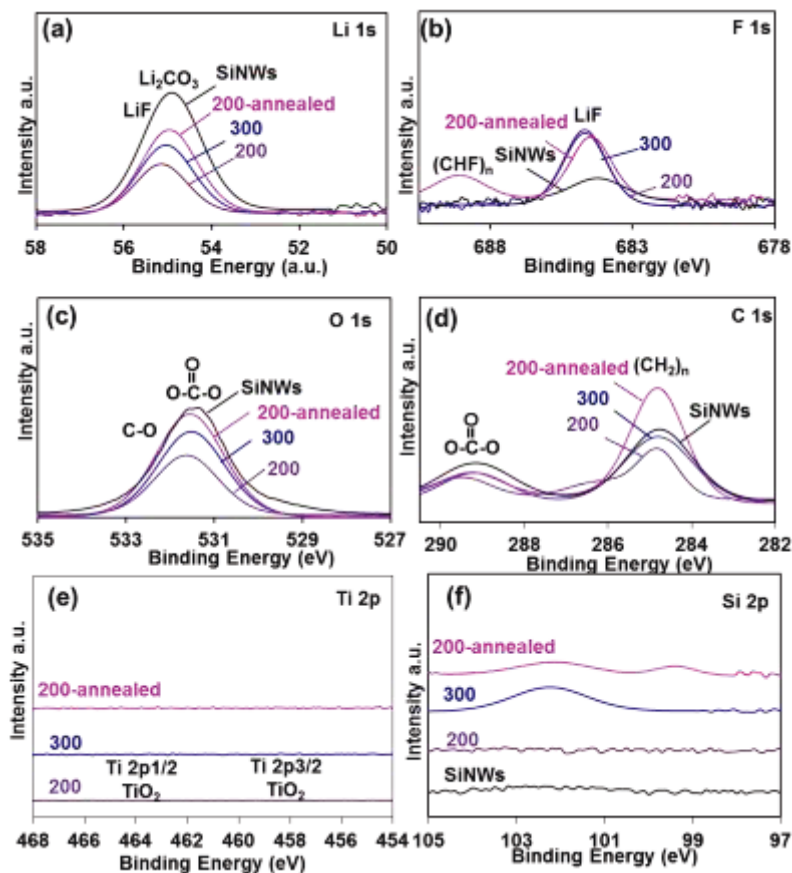 (a)
Li 1s
Li₂CO₃
SiNWs
LiF
200-annealed
300
200
Intensity a.u.
58 56 54 52 50
Binding Energy (a.u.)
(b)
F 1s
LiF
200-annealed
300
SiNWs
(CHF)n
200
Intensity a.u.
688 683 678
Binding Energy (eV)
(c)
O 1s
O
O-C-O
SiNWs
200-annealed
C-O
300
200
Intensity a.u.
535 533 531 529 527
Binding Energy (eV)
(d)
C 1s
200-annealed (CH₂)n
300
SiNWs
200
O
O-C-O
Intensity a.u.
290 288 286 284 282
Binding Energy (eV)
(e)
Ti 2p
200-annealed
300
Ti 2p1/2 Ti 2p3/2
200 TiO₂ TiO₂
Intensity a.u.
468 466 464 462 460 458 456 454
Binding Energy (eV)
(f)
Si 2p
200-annealed
300
200
SiNWs
Intensity a.u.
105 103 101 99 97
Binding Energy (eV)